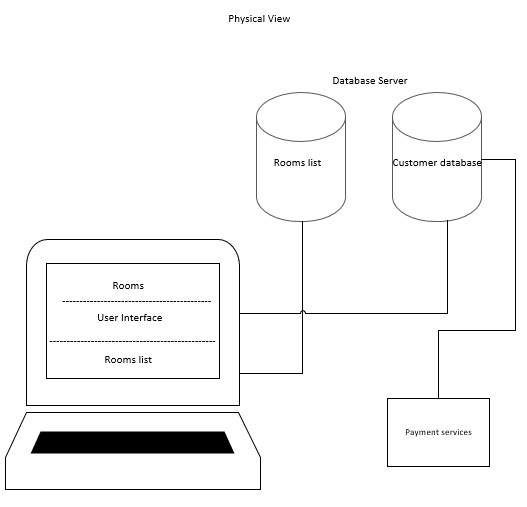 Physical View
Database Server
Rooms list
Customer database
Rooms
User Interface
Rooms list
Payment services